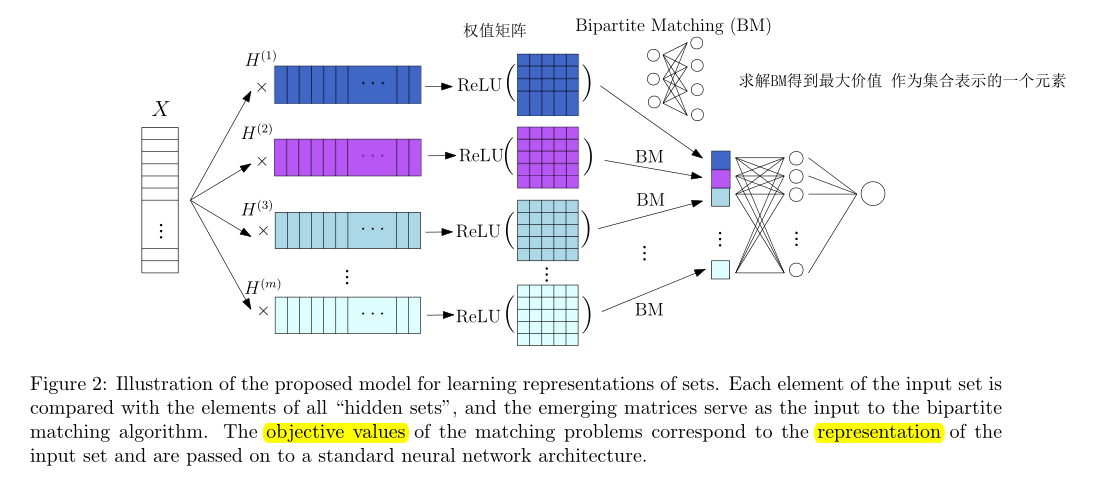 权值矩阵
Bipartite Matching (BM)
求解BM得到最大价值 作为集合表示的一个元素
X
H(1)
×
···
ReLU ( )
H(2)
×
···
ReLU ( )
BM
H(3)
×
ReLU ( )
BM
⋮
H(m)
×
···
ReLU ( )
BM
Figure 2: Illustration of the proposed model for learning representations of sets. Each element of the input set is
compared with the elements of all “hidden sets”, and the emerging matrices serve as the input to the bipartite
matching algorithm. The objective values of the matching problems correspond to the representation of the
input set and are passed on to a standard neural network architecture.